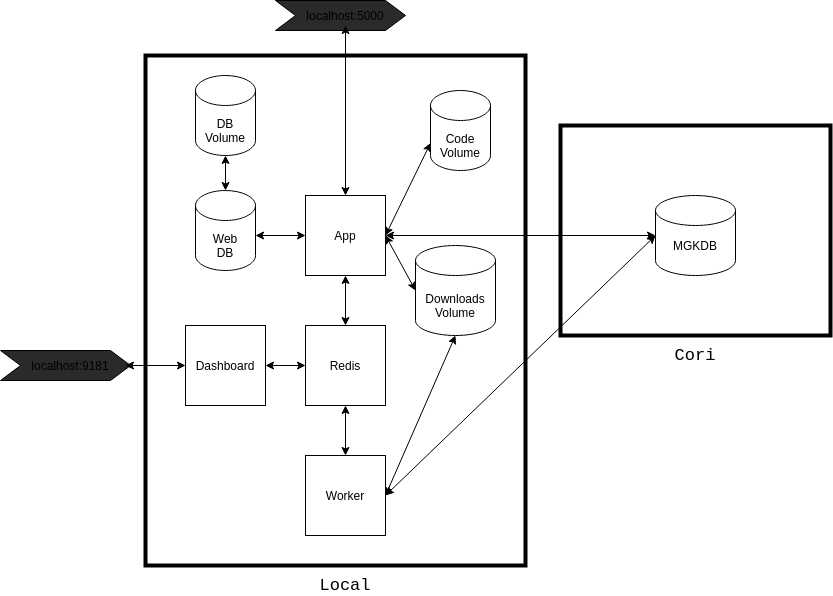 localhost:5000
DB
Volume
Code
Volume
Web
DB
App
MGKDB
Downloads
Volume
localhost:9181
Dashboard
Redis
Cori
Worker
Local